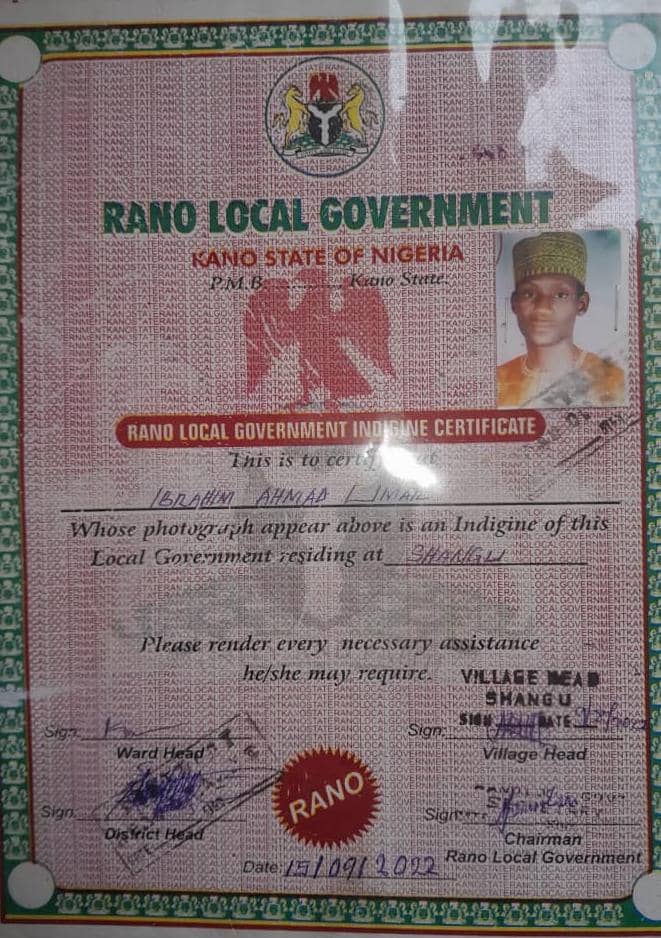 RANO LOCAL GOVERNMENT
KANO STATE OF NIGERIA
P.M.B. ............ Kano State.
RANO LOCAL GOVERNMENT INDIGINE CERTIFICATE
This is to certify that
IBRAHIM AHMAD
Whose photograph appear above is an Indigine of this
Local Government residing at SHANGU
Please render every necessary assistance
he/she may require.
VILLAGE HEAD
SHANGU
SIGN DATE
Sign.
Ward Head
Sign:
Village Head
Sign.
District Head
RANO
Sign
Chairman
Rano Local Government
Date 15/09/2022